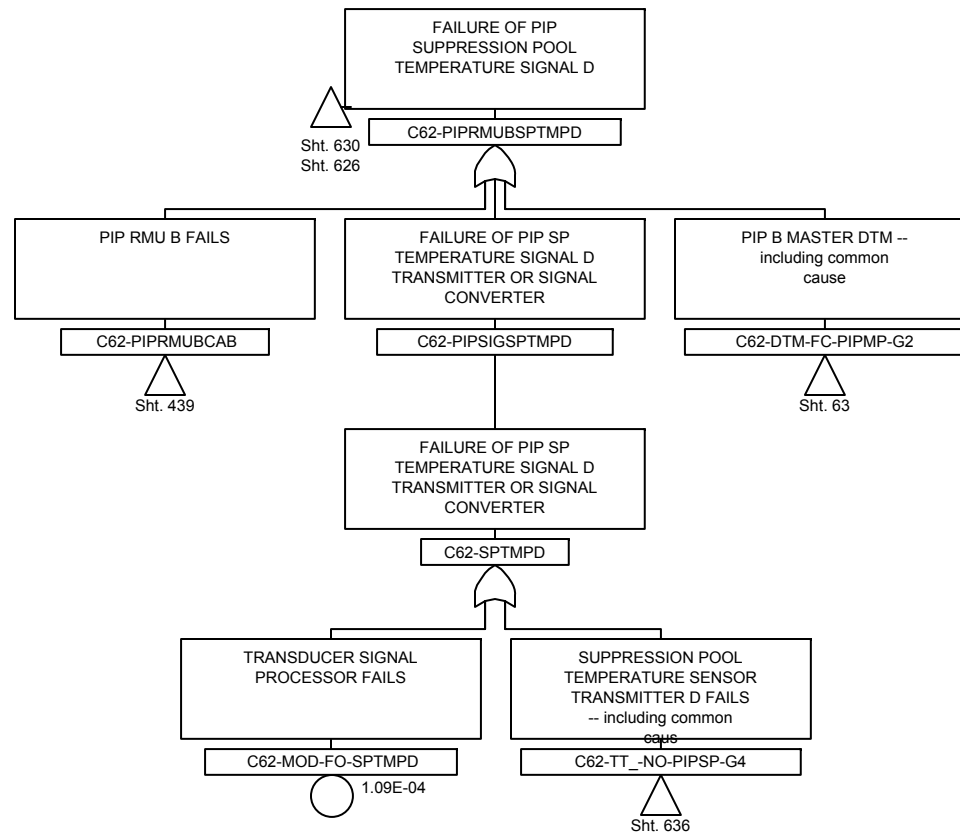 FAILURE OF PIP
SUPPRESSION POOL
TEMPERATURE SIGNAL D
C62-PIPRMUBSPTMPD
Sht. 630
Sht. 626
PIP RMU B FAILS
C62-PIPRMUBCAB
Sht. 439
FAILURE OF PIP SP
TEMPERATURE SIGNAL D
TRANSMITTER OR SIGNAL
CONVERTER
C62-PIPSIGSPTMPD
PIP B MASTER DTM --
including common
cause
C62-DTM-FC-PIPMP-G2
Sht. 63
FAILURE OF PIP SP
TEMPERATURE SIGNAL D
TRANSMITTER OR SIGNAL
CONVERTER
C62-SPTMPD
TRANSDUCER SIGNAL
PROCESSOR FAILS
C62-MOD-FO-SPTMPD
1.09E-04
SUPPRESSION POOL
TEMPERATURE SENSOR
TRANSMITTER D FAILS
-- including common
caus
C62-TT_-NO-PIPSP-G4
Sht. 636